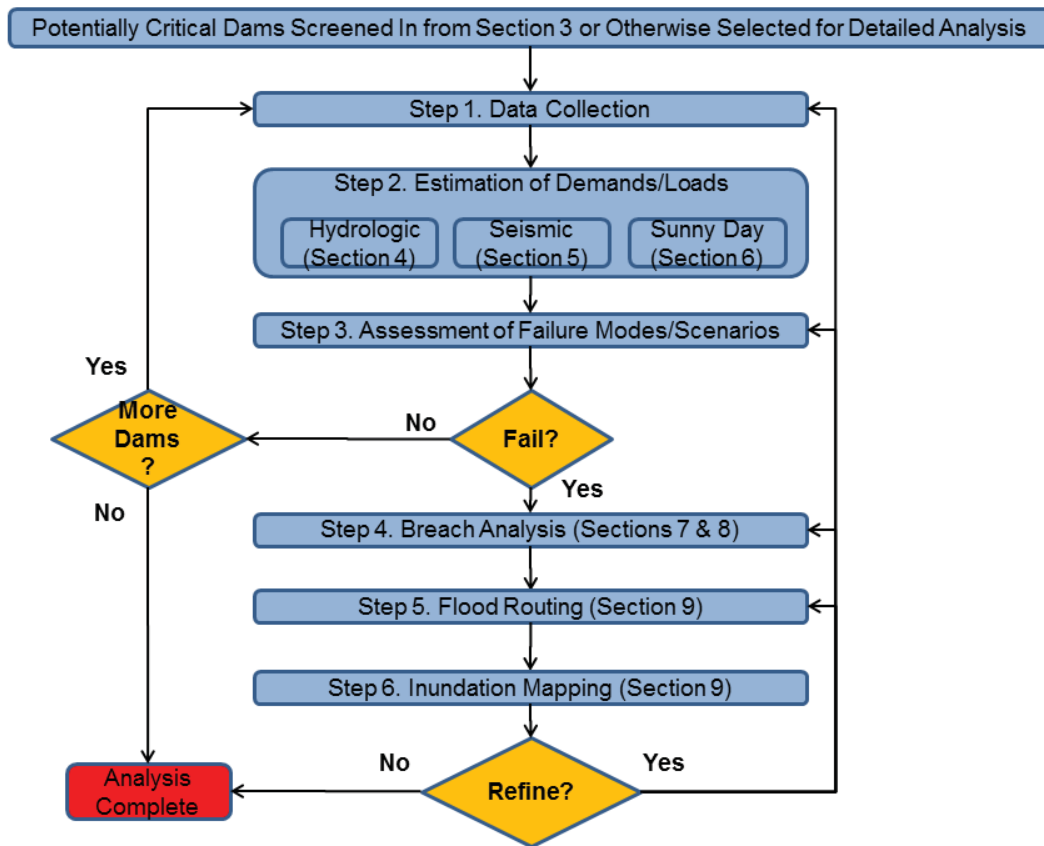 Potentially Critical Dams Screened In from Section 3 or Otherwise Selected for Detailed Analysis
Step 1. Data Collection
Step 2. Estimation of Demands/Loads
Hydrologic
(Section 4)
Seismic
(Section 5)
Sunny Day
(Section 6)
Step 3. Assessment of Failure Modes/Scenarios
Yes
More
Dams
?
No
Fail?
Yes
No
Step 4. Breach Analysis (Sections 7 & 8)
Step 5. Flood Routing (Section 9)
Step 6. Inundation Mapping (Section 9)
No
Yes
Refine?
Analysis
Complete